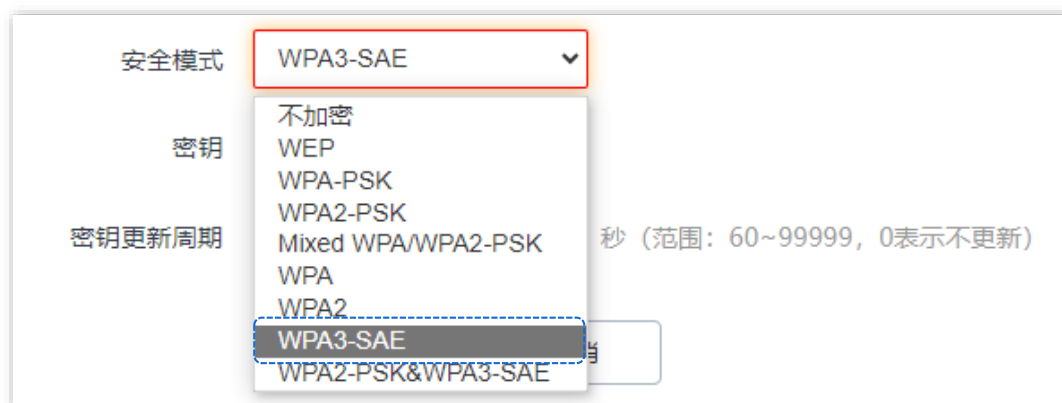 安全模式 WPA3-SAE
不加密
密钥 WEP
WPA-PSK
WPA2-PSK
密钥更新周期 Mixed WPA/WPA2-PSK 秒（范围：60~99999，0表示不更新）
WPA
WPA2
WPA3-SAE
WPA2-PSK&WPA3-SAE